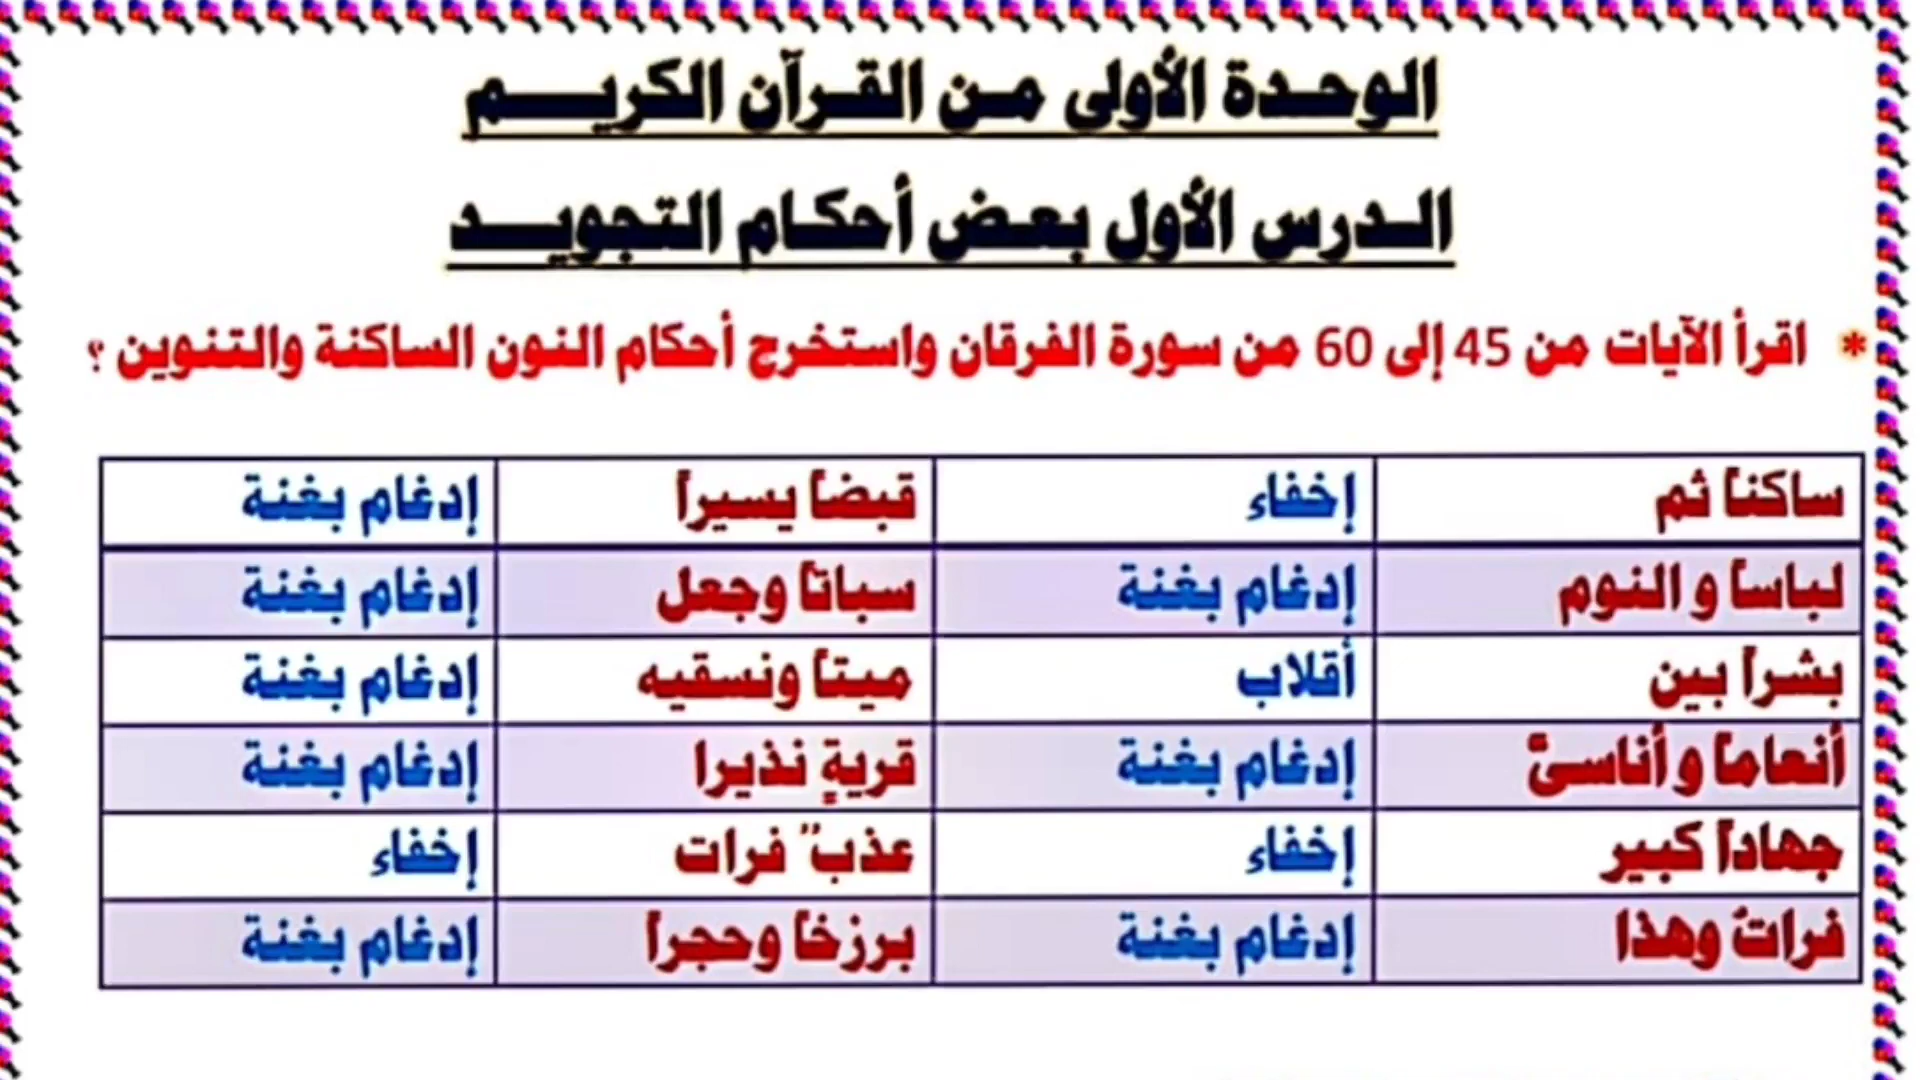 الوحدة الأولى من القرآن الكريم
الدرس الأول بعض أحكام التجويد
* اقرأ الآيات من 45 إلى 60 من سورة الفرقان واستخرج أحكام النون الساكنة والتنوين ؟
ساكناً ثم إخفاء قبضاً يسيراً إدغام بغنة
لباساً و النوم إدغام بغنة سباتاً وجعل إدغام بغنة
بشراً بين أقلاب ميتاً ونسقيه إدغام بغنة
أنعاماً و أناسىّ إدغام بغنة قريةٍ نذيرا إدغام بغنة
جهاداً كبير إخفاء عذب ً فرات إخفاء
فراتٌ وهذا إدغام بغنة برزخاً وحجراً إدغام بغنة